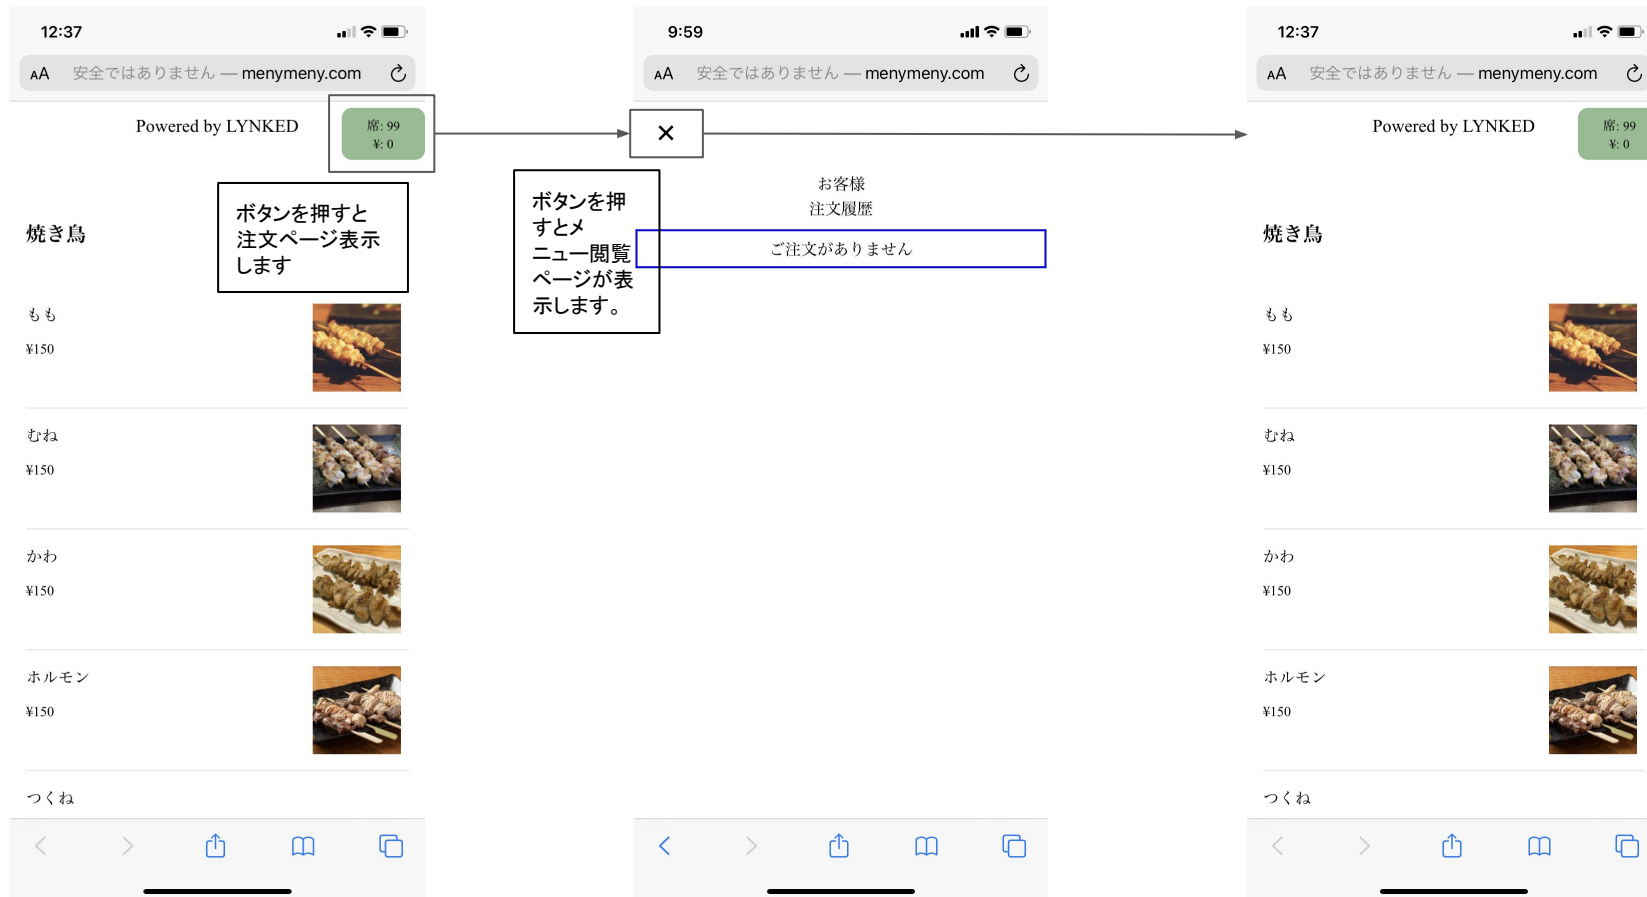 12:37
AA 安全ではありません — menymeny.com
Powered by LYNKED
席: 99
¥: 0
ボタンを押すと
注文ページ表示
します
焼き鳥
もも
¥150
むね
¥150
かわ
¥150
ホルモン
¥150
つくね
9:59
AA 安全ではありません — menymeny.com
×
ボタンを押
すとメ
ニュー閲覧
ページが表
示します。
お客様
注文履歴
ご注文がありません
12:37
AA 安全ではありません — menymeny.com
Powered by LYNKED
席: 99
¥: 0
焼き鳥
もも
¥150
むね
¥150
かわ
¥150
ホルモン
¥150
つくね